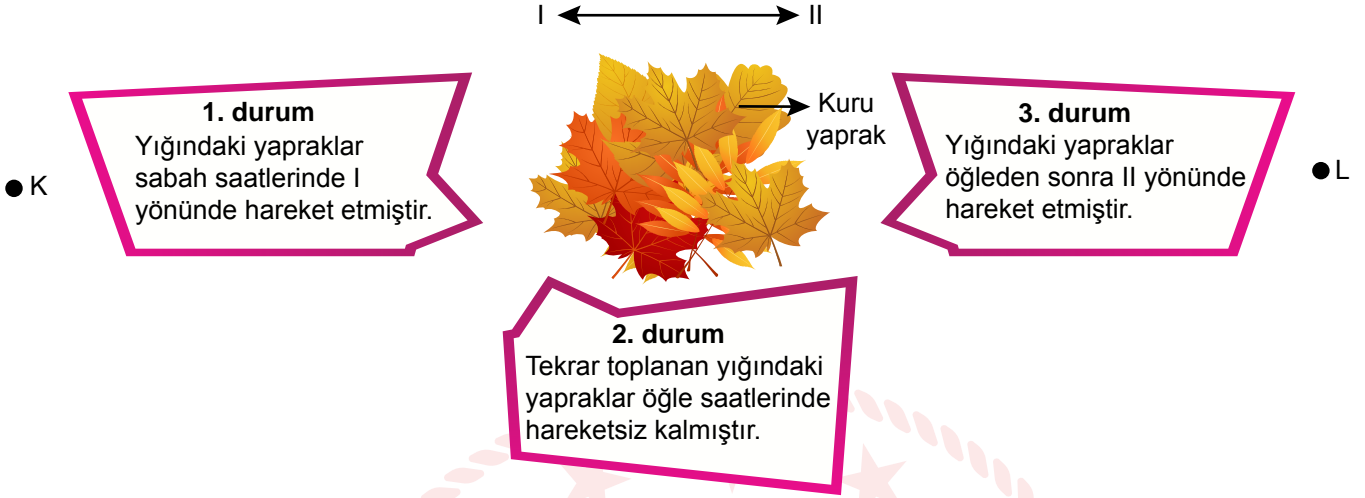 I II
1. durum
Yığındaki yapraklar
sabah saatlerinde I
yönünde hareket etmiştir.
K
Kuru
yaprak
3. durum
Yığındaki yapraklar
öğleden sonra II yönünde
hareket etmiştir.
L
2. durum
Tekrar toplanan yığındaki
yapraklar öğle saatlerinde
hareketsiz kalmıştır.